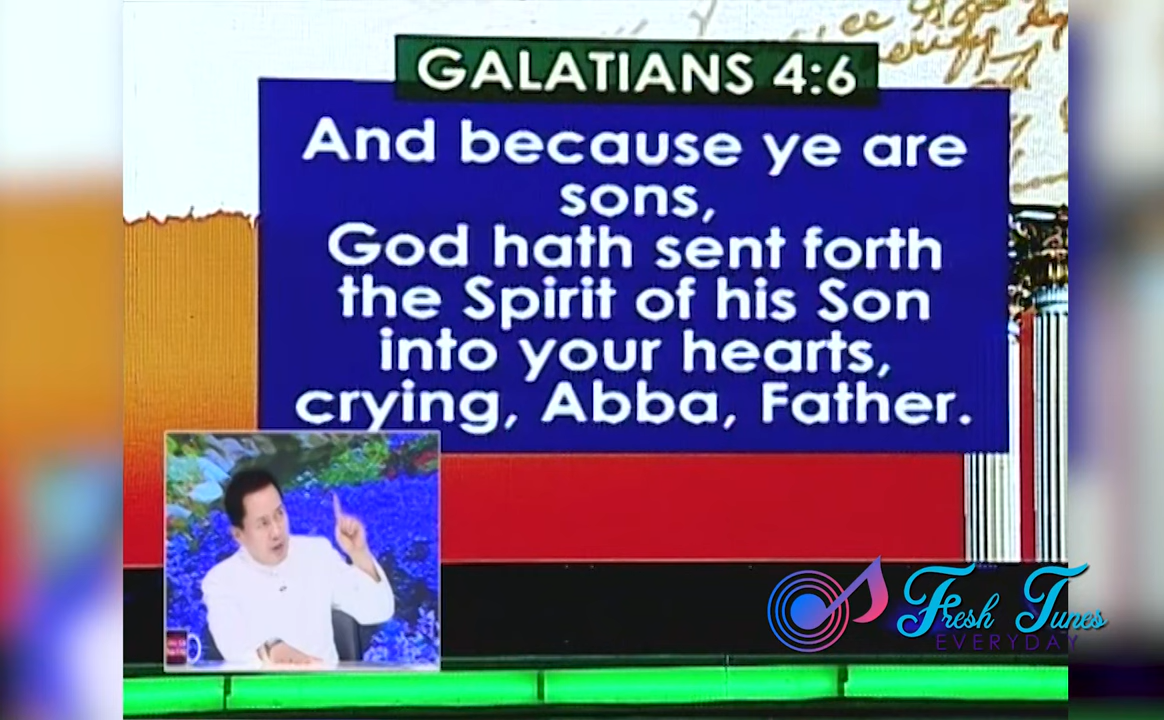 GALATIANS 4:6
And because ye are
sons,
God hath sent forth
the Spirit of his Son
into your hearts,
crying, Abba, Father.
Fresh Tunes
EVERYDAY